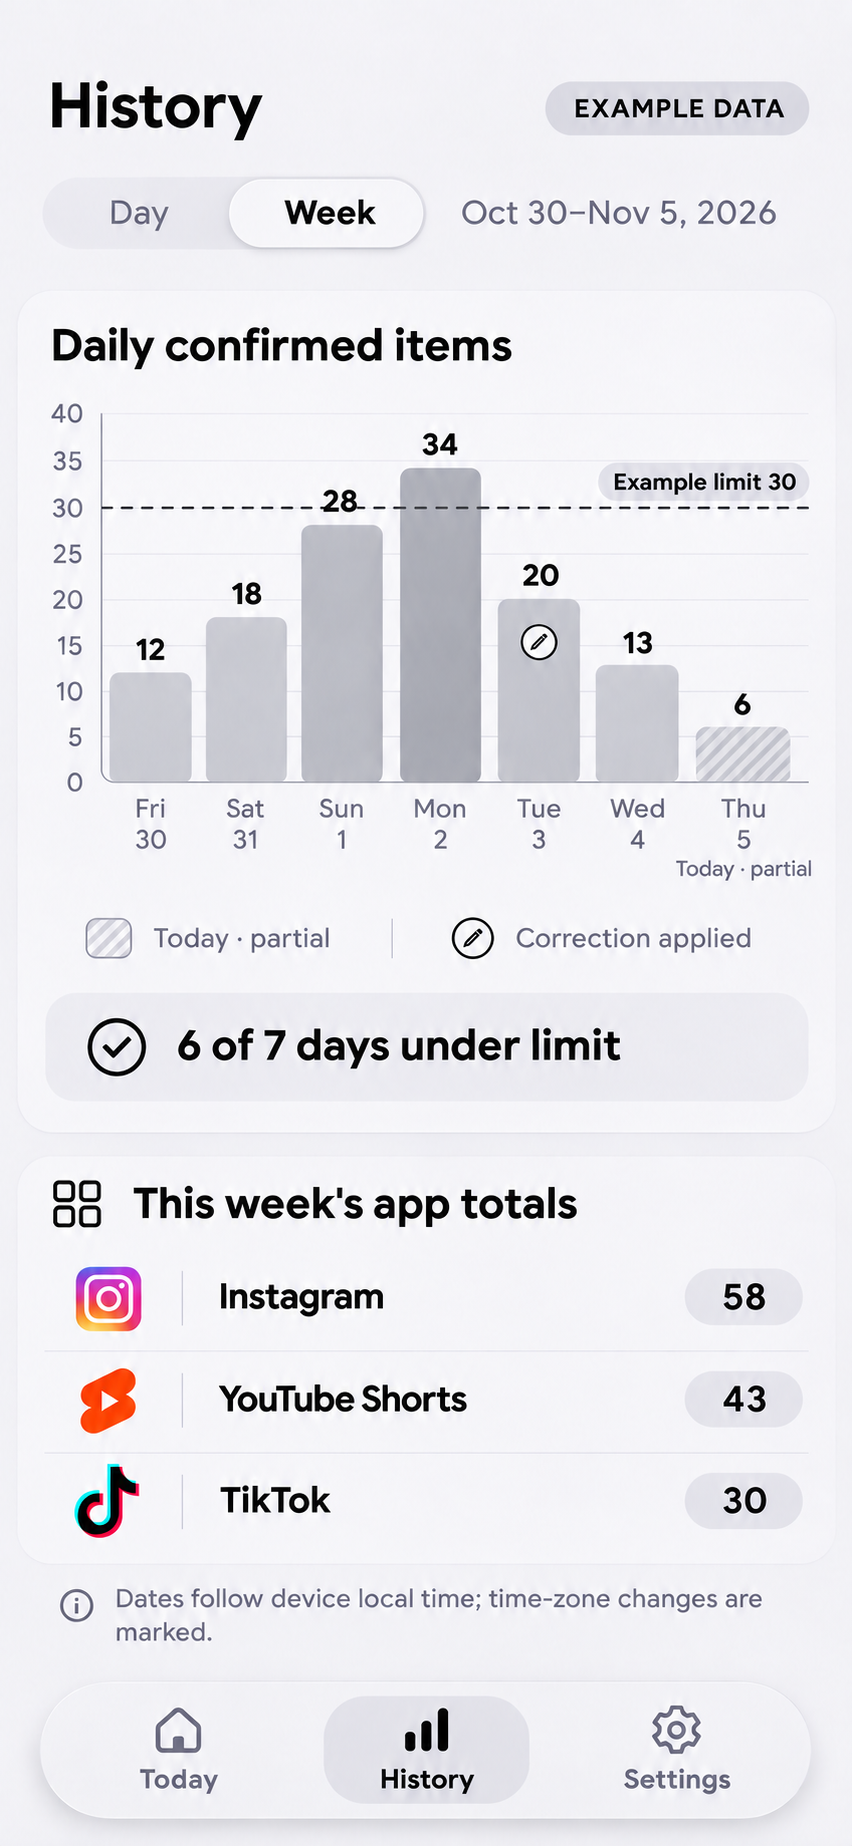 History
EXAMPLE DATA
Day
Week
Oct 30–Nov 5, 2026
Daily confirmed items
40
35
30
25
20
15
10
5
0
12
18
28
34
20
13
6
Example limit 30
Fri
30
Sat
31
Sun
1
Mon
2
Tue
3
Wed
4
Thu
5
Today · partial
Today · partial
Correction applied
6 of 7 days under limit
This week's app totals
Instagram
58
YouTube Shorts
43
TikTok
30
Dates follow device local time; time-zone changes are
marked.
Today
History
Settings